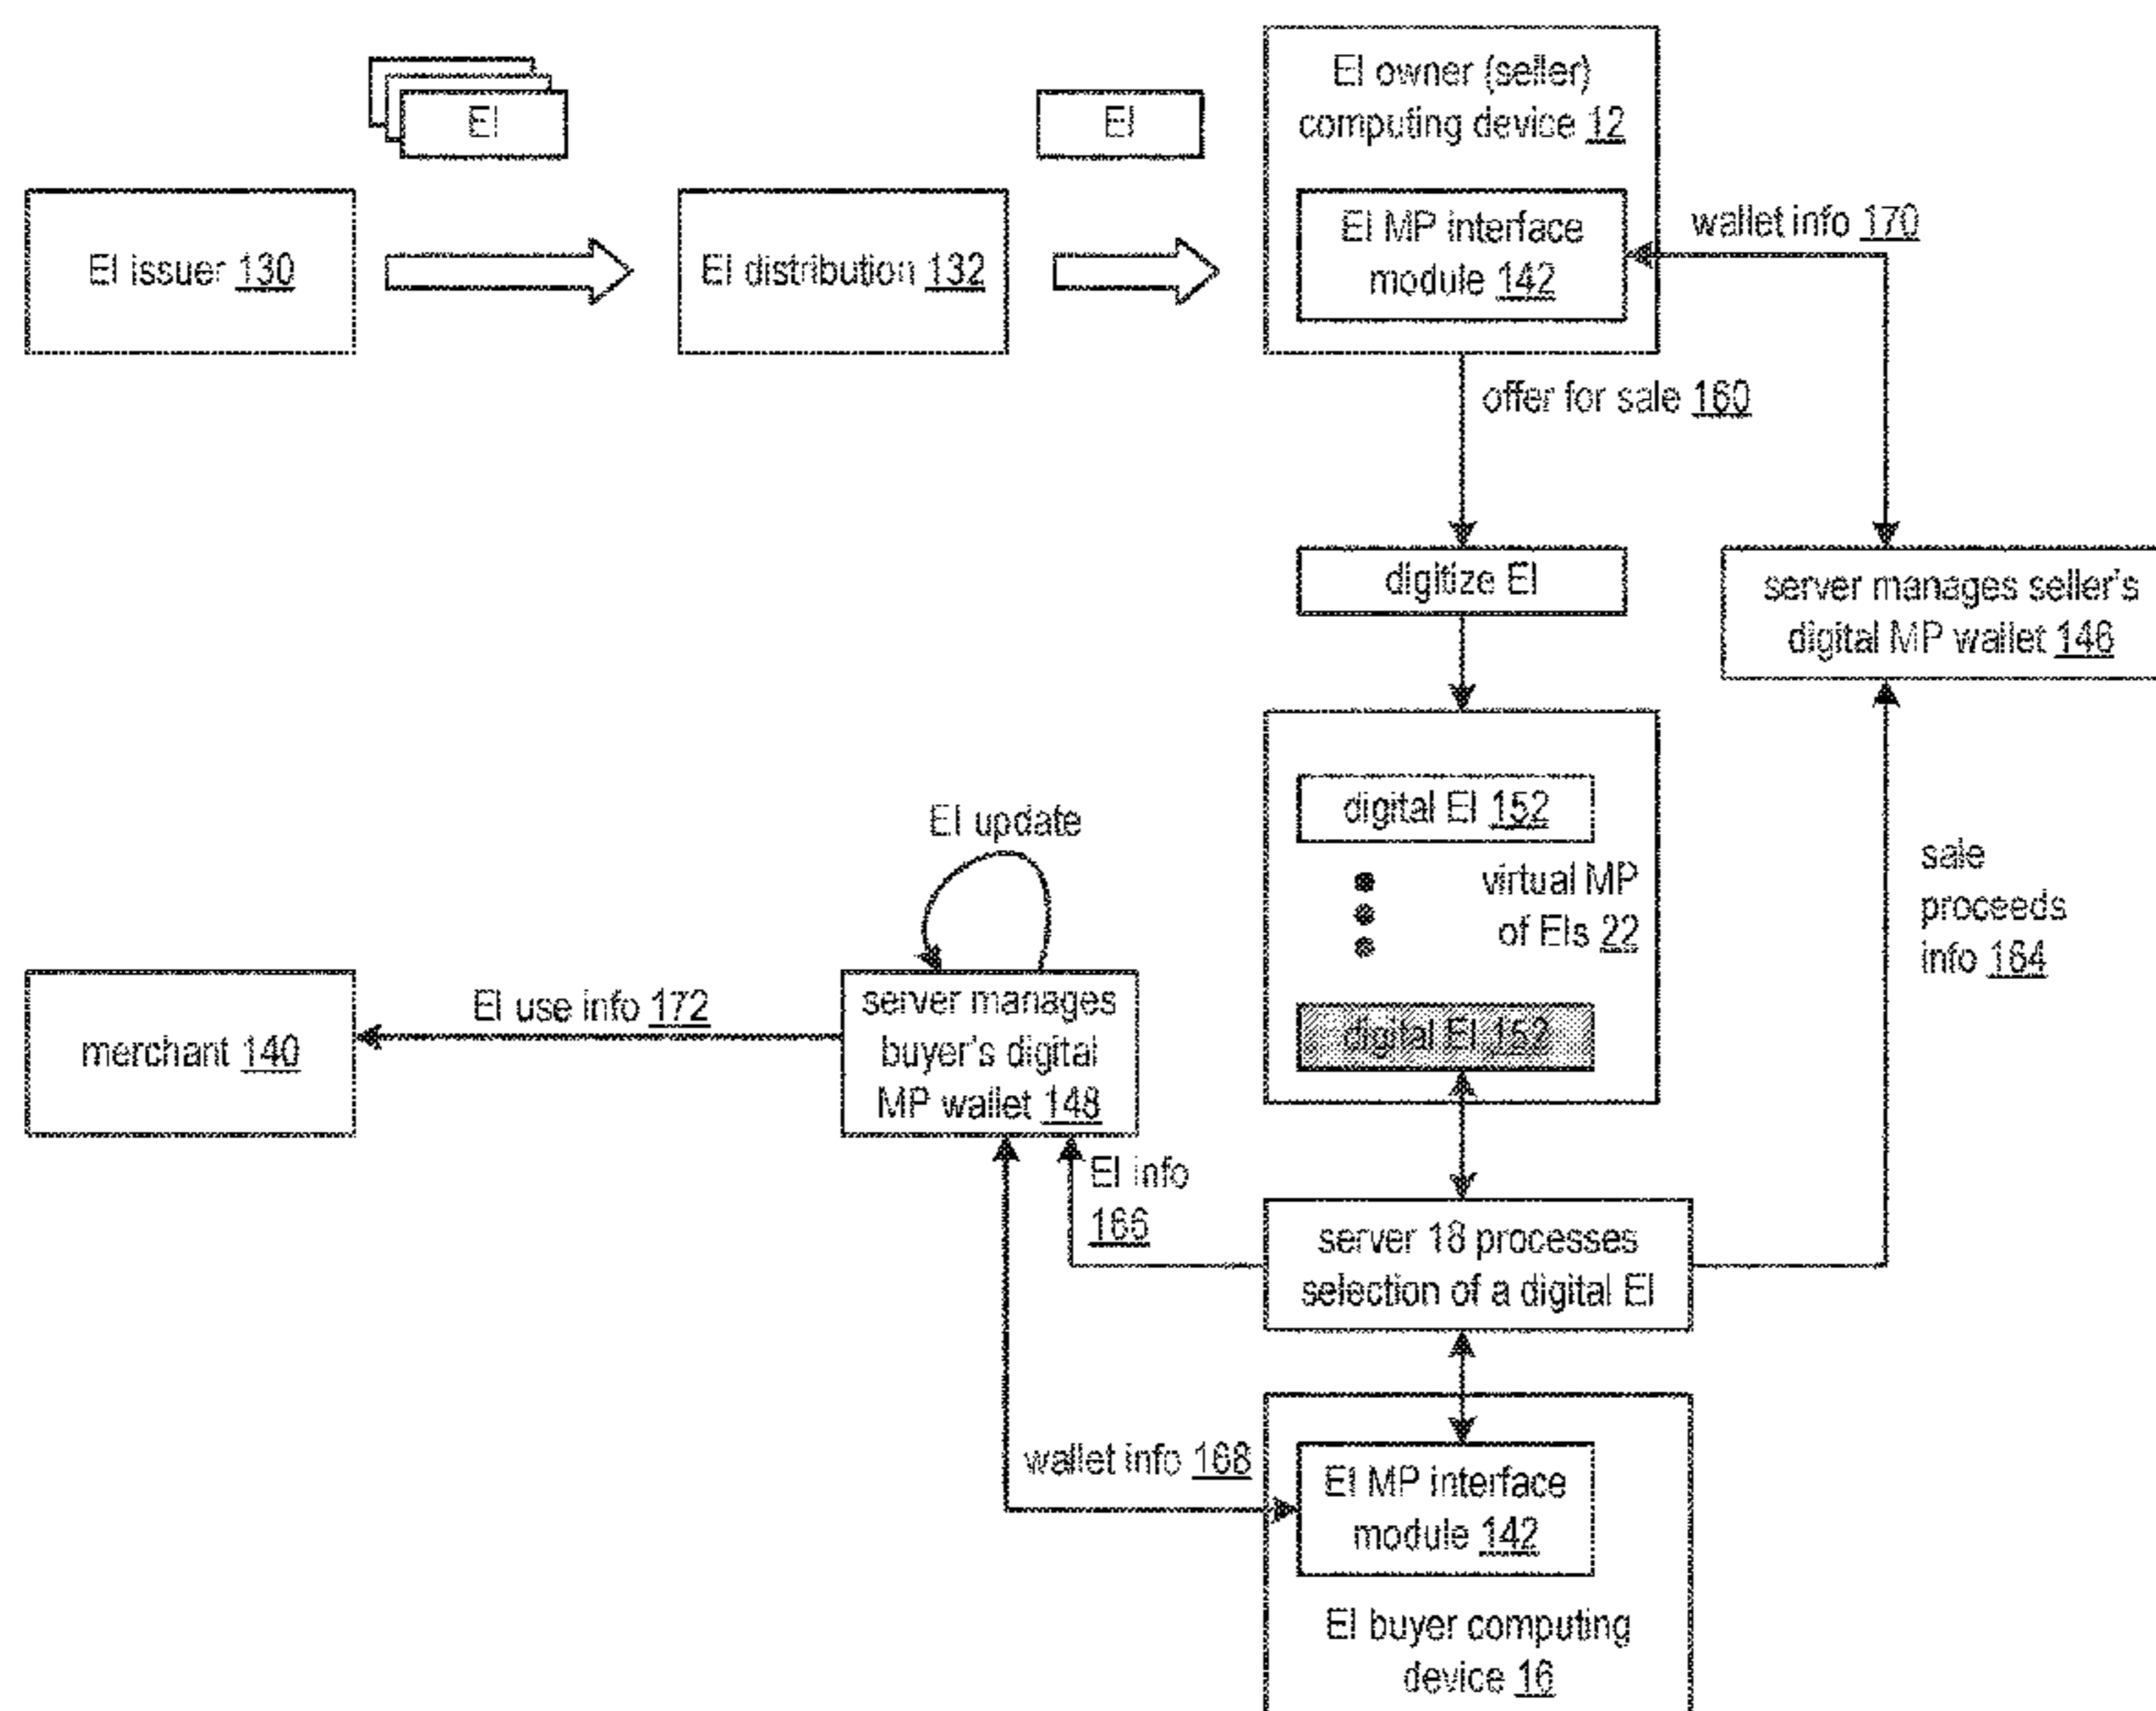 EI
EI
EI owner (seller)
computing device 12
EI issuer 130
EI distribution 132
EI MP interface
module 142
wallet info 170
offer for sale 160
digitize EI
server manages seller's
digital MP wallet 146
digital EI 152
EI update
virtual MP
of EIs 22
sale
proceeds
info 164
merchant 140
EI use info 172
server manages
buyer's digital
MP wallet 148
digital EI 152
EI info
166
server 18 processes
selection of a digital EI
wallet info 168
EI MP interface
module 142
EI buyer computing
device 16